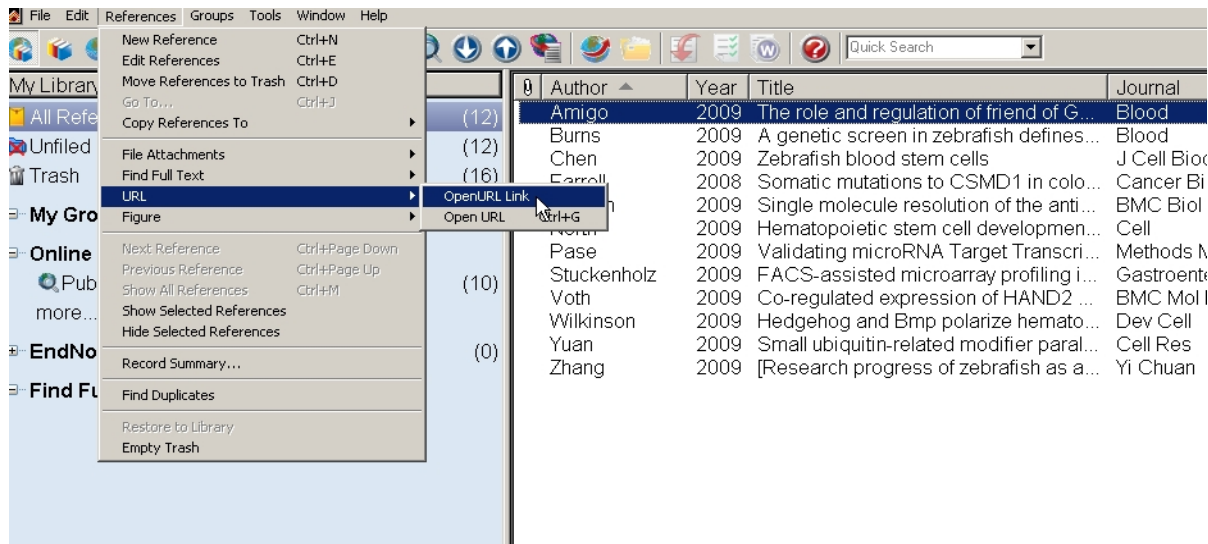 File Edit References Groups Tools Window Help
Quick Search
New Reference Ctrl+N
Edit References Ctrl+E
Move References to Trash Ctrl+D
Go To... Ctrl+J
Copy References To
File Attachments
Find Full Text
URL
Figure
Next Reference Ctrl+Page Down
Previous Reference Ctrl+Page Up
Show All References Ctrl+M
Show Selected References
Hide Selected References
Record Summary...
Find Duplicates
Restore to Library
Empty Trash
OpenURL Link
Open URL Ctrl+G
My Library
All Refe (12)
Unfiled (12)
Trash (16)
My Gro
Online
Pub (10)
more...
EndNo (0)
Find Fu
Author Year Title Journal
Amigo 2009 The role and regulation of friend of G... Blood
Burns 2009 A genetic screen in zebrafish defines... Blood
Chen 2009 Zebrafish blood stem cells J Cell Bioc
Farrell 2008 Somatic mutations to CSMD1 in colo... Cancer Bi
2009 Single molecule resolution of the anti... BMC Biol
North 2009 Hematopoietic stem cell developmen... Cell
Pase 2009 Validating microRNA Target Transcri... Methods M
Stuckenholz 2009 FACS-assisted microarray profiling i... Gastroente
Voth 2009 Co-regulated expression of HAND2 ... BMC Mol
Wilkinson 2009 Hedgehog and Bmp polarize hemato... Dev Cell
Yuan 2009 Small ubiquitin-related modifier paral... Cell Res
Zhang 2009 [Research progress of zebrafish as a... Yi Chuan